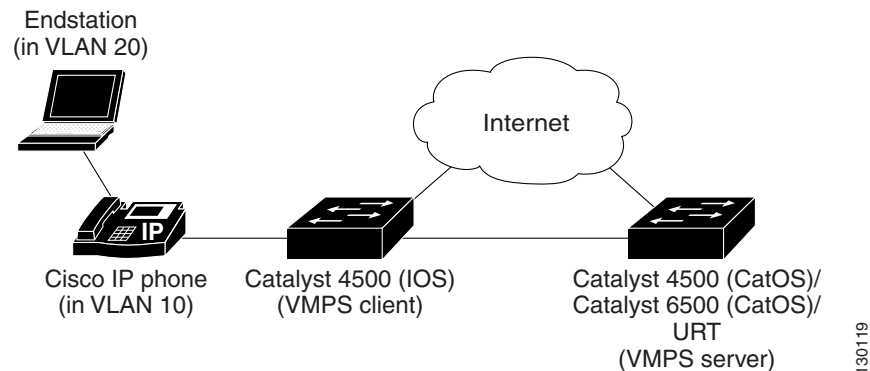 Endstation
(in VLAN 20)
Internet
IP
Cisco IP phone
(in VLAN 10)
Catalyst 4500 (IOS)
(VMPS client)
Catalyst 4500 (CatOS)/
Catalyst 6500 (CatOS)/
URT
(VMPS server)
130119